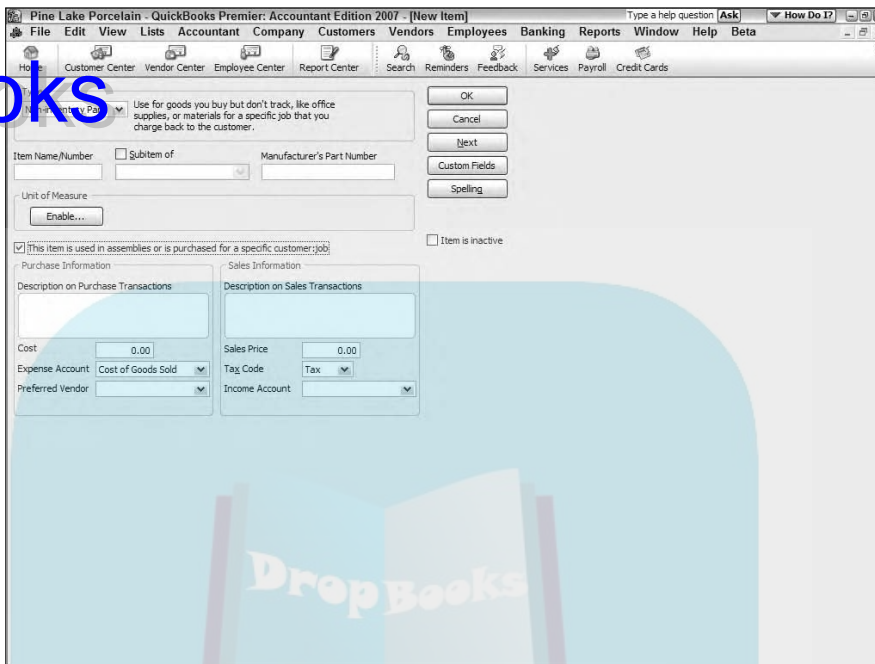 Pine Lake Porcelain - QuickBooks Premier: Accountant Edition 2007 - [New Item]
Type a help question Ask
How Do I?
File Edit View Lists Accountant Company Customers Vendors Employees Banking Reports Window Help Beta
Home Customer Center Vendor Center Employee Center Report Center Search Reminders Feedback Services Payroll Credit Cards
oks
Use for goods you buy but don't track, like office
supplies, or materials for a specific job that you
charge back to the customer.
OK
Cancel
Next
Custom Fields
Spelling
Item Name/Number Subitem of Manufacturer's Part Number
Unit of Measure
Enable...
This item is used in assemblies or is purchased for a specific customer:job
Item is inactive
Purchase Information
Description on Purchase Transactions
Cost 0.00
Expense Account Cost of Goods Sold
Preferred Vendor
Sales Information
Description on Sales Transactions
Sales Price 0.00
Tax Code Tax
Income Account
DropBooks